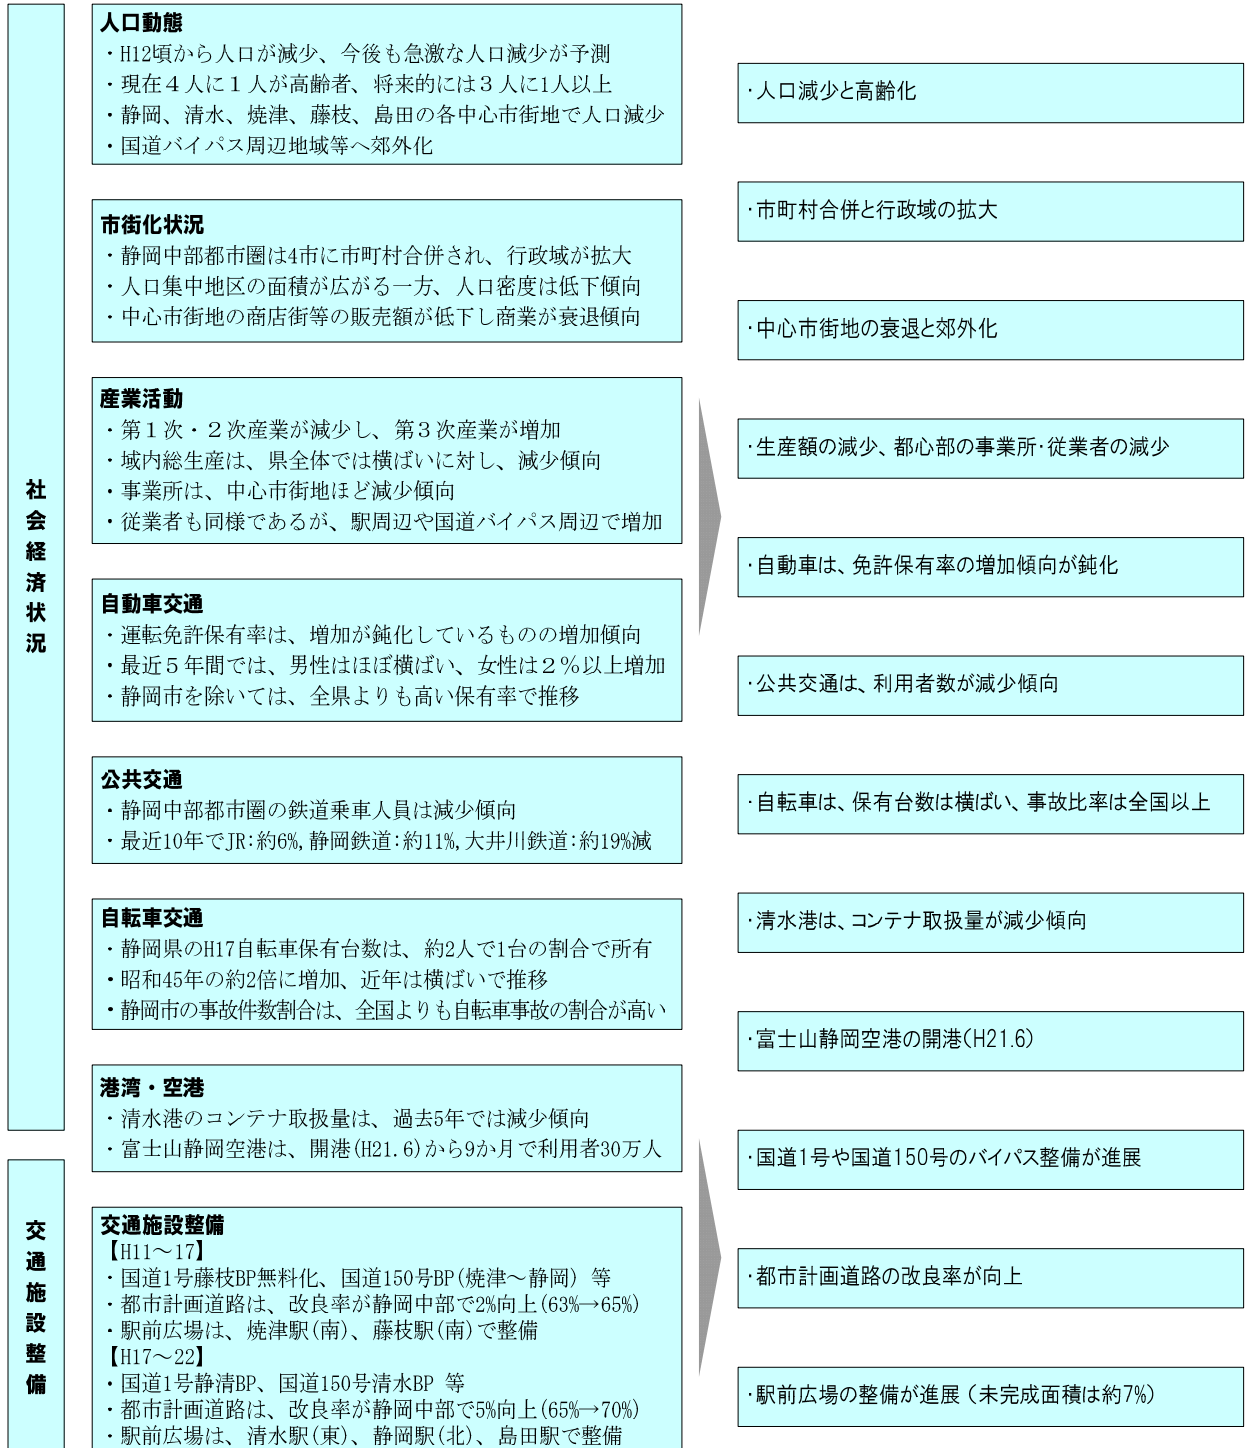 社会経済状況
人口動態
・H12頃から人口が減少、今後も急激な人口減少が予測
・現在４人に１人が高齢者、将来的には３人に1人以上
・静岡、清水、焼津、藤枝、島田の各中心市街地で人口減少
・国道バイパス周辺地域等へ郊外化
市街化状況
・静岡中部都市圏は4市に市町村合併され、行政域が拡大
・人口集中地区の面積が広がる一方、人口密度は低下傾向
・中心市街地の商店街等の販売額が低下し商業が衰退傾向
産業活動
・第１次・２次産業が減少し、第３次産業が増加
・域内総生産は、県全体では横ばいに対し、減少傾向
・事業所は、中心市街地ほど減少傾向
・従業者も同様であるが、駅周辺や国道バイパス周辺で増加
自動車交通
・運転免許保有率は、増加が鈍化しているものの増加傾向
・最近５年間では、男性はほぼ横ばい、女性は２％以上増加
・静岡市を除いては、全県よりも高い保有率で推移
公共交通
・静岡中部都市圏の鉄道乗車人員は減少傾向
・最近10年でJR：約6%,静岡鉄道：約11%,大井川鉄道：約19%減
自転車交通
・静岡県のH17自転車保有台数は、約2人で1台の割合で所有
・昭和45年の約2倍に増加、近年は横ばいで推移
・静岡市の事故件数割合は、全国よりも自転車事故の割合が高い
港湾・空港
・清水港のコンテナ取扱量は、過去5年では減少傾向
・富士山静岡空港は、開港(H21.6)から9か月で利用者30万人
交通施設整備
交通施設整備
【H11～17】
・国道1号藤枝BP無料化、国道150号BP(焼津～静岡) 等
・都市計画道路は、改良率が静岡中部で2%向上(63%→65%)
・駅前広場は、焼津駅(南)、藤枝駅(南)で整備
【H17～22】
・国道1号静清BP、国道150号清水BP 等
・都市計画道路は、改良率が静岡中部で5%向上(65%→70%)
・駅前広場は、清水駅(東)、静岡駅(北)、島田駅で整備
・人口減少と高齢化
・市町村合併と行政域の拡大
・中心市街地の衰退と郊外化
・生産額の減少、都心部の事業所・従業者の減少
・自動車は、免許保有率の増加傾向が鈍化
・公共交通は、利用者数が減少傾向
・自転車は、保有台数は横ばい、事故比率は全国以上
・清水港は、コンテナ取扱量が減少傾向
・富士山静岡空港の開港(H21.6)
・国道1号や国道150号のバイパス整備が進展
・都市計画道路の改良率が向上
・駅前広場の整備が進展（未完成面積は約7%）